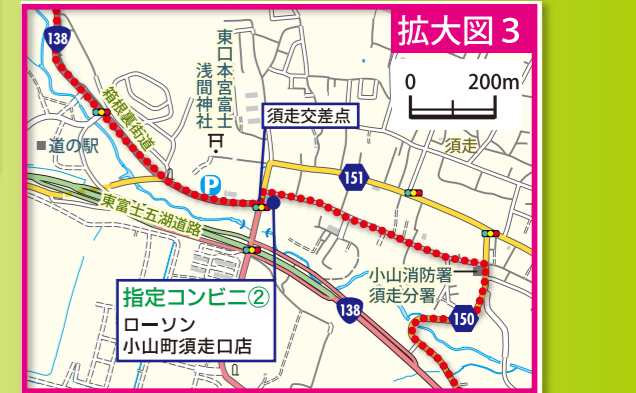 拡大図3
0 200m
138
東口本宮冨士
浅間神社
須走交差点
箱根裏街道
■道の駅
須走
P
151
東富士五湖道路
小山消防署
須走分署
指定コンビニ②
ローソン
小山町須走口店
138
150